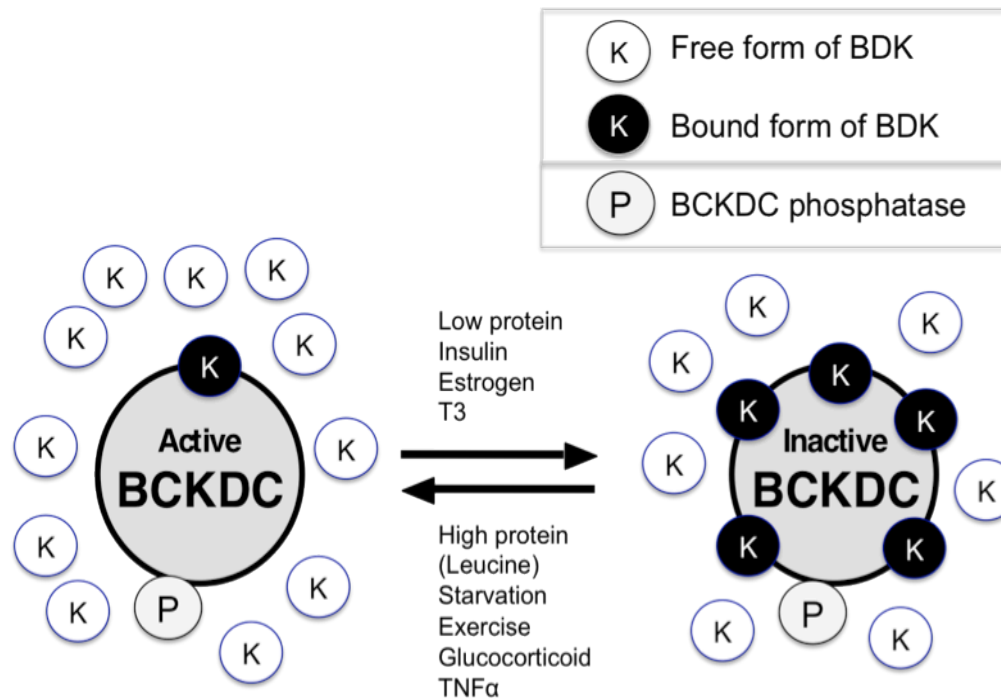 K Free form of BDK
K Bound form of BDK
P BCKDC phosphatase
K
K
K
K
K
K
K
K
Active
BCKDC
K
K
K
P
K
Low protein
Insulin
Estrogen
T3
High protein
(Leucine)
Starvation
Exercise
Glucocorticoid
TNFα
K
K
K
K
K
K
Inactive
BCKDC
K
K
K
K
K
P
K